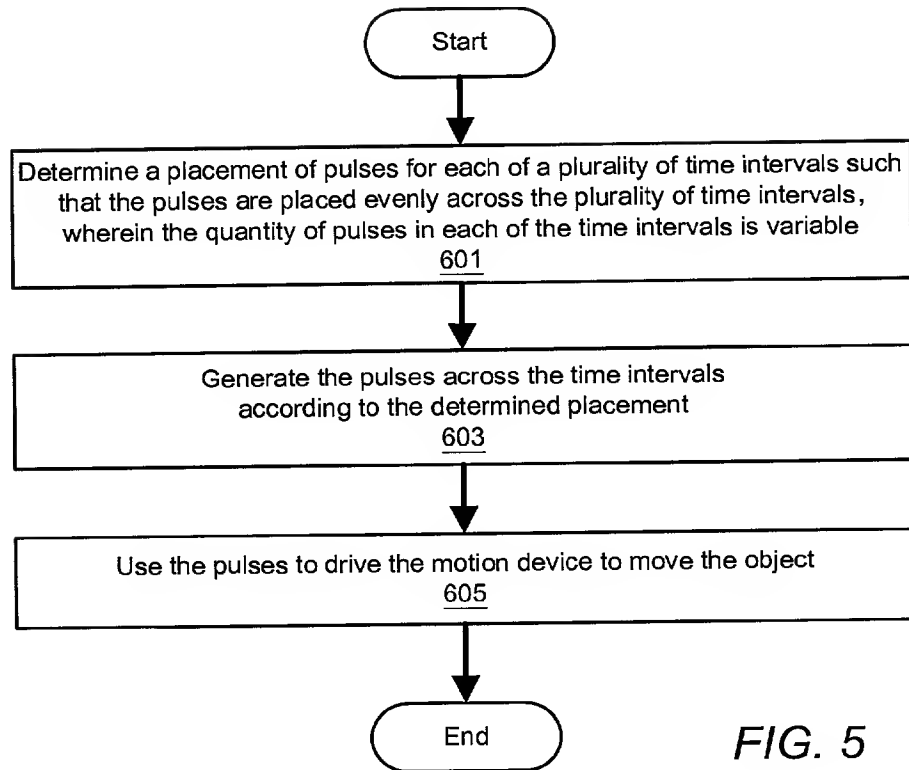 Start
Determine a placement of pulses for each of a plurality of time intervals such
that the pulses are placed evenly across the plurality of time intervals,
wherein the quantity of pulses in each of the time intervals is variable
601
Generate the pulses across the time intervals
according to the determined placement
603
Use the pulses to drive the motion device to move the object
605
End
FIG. 5